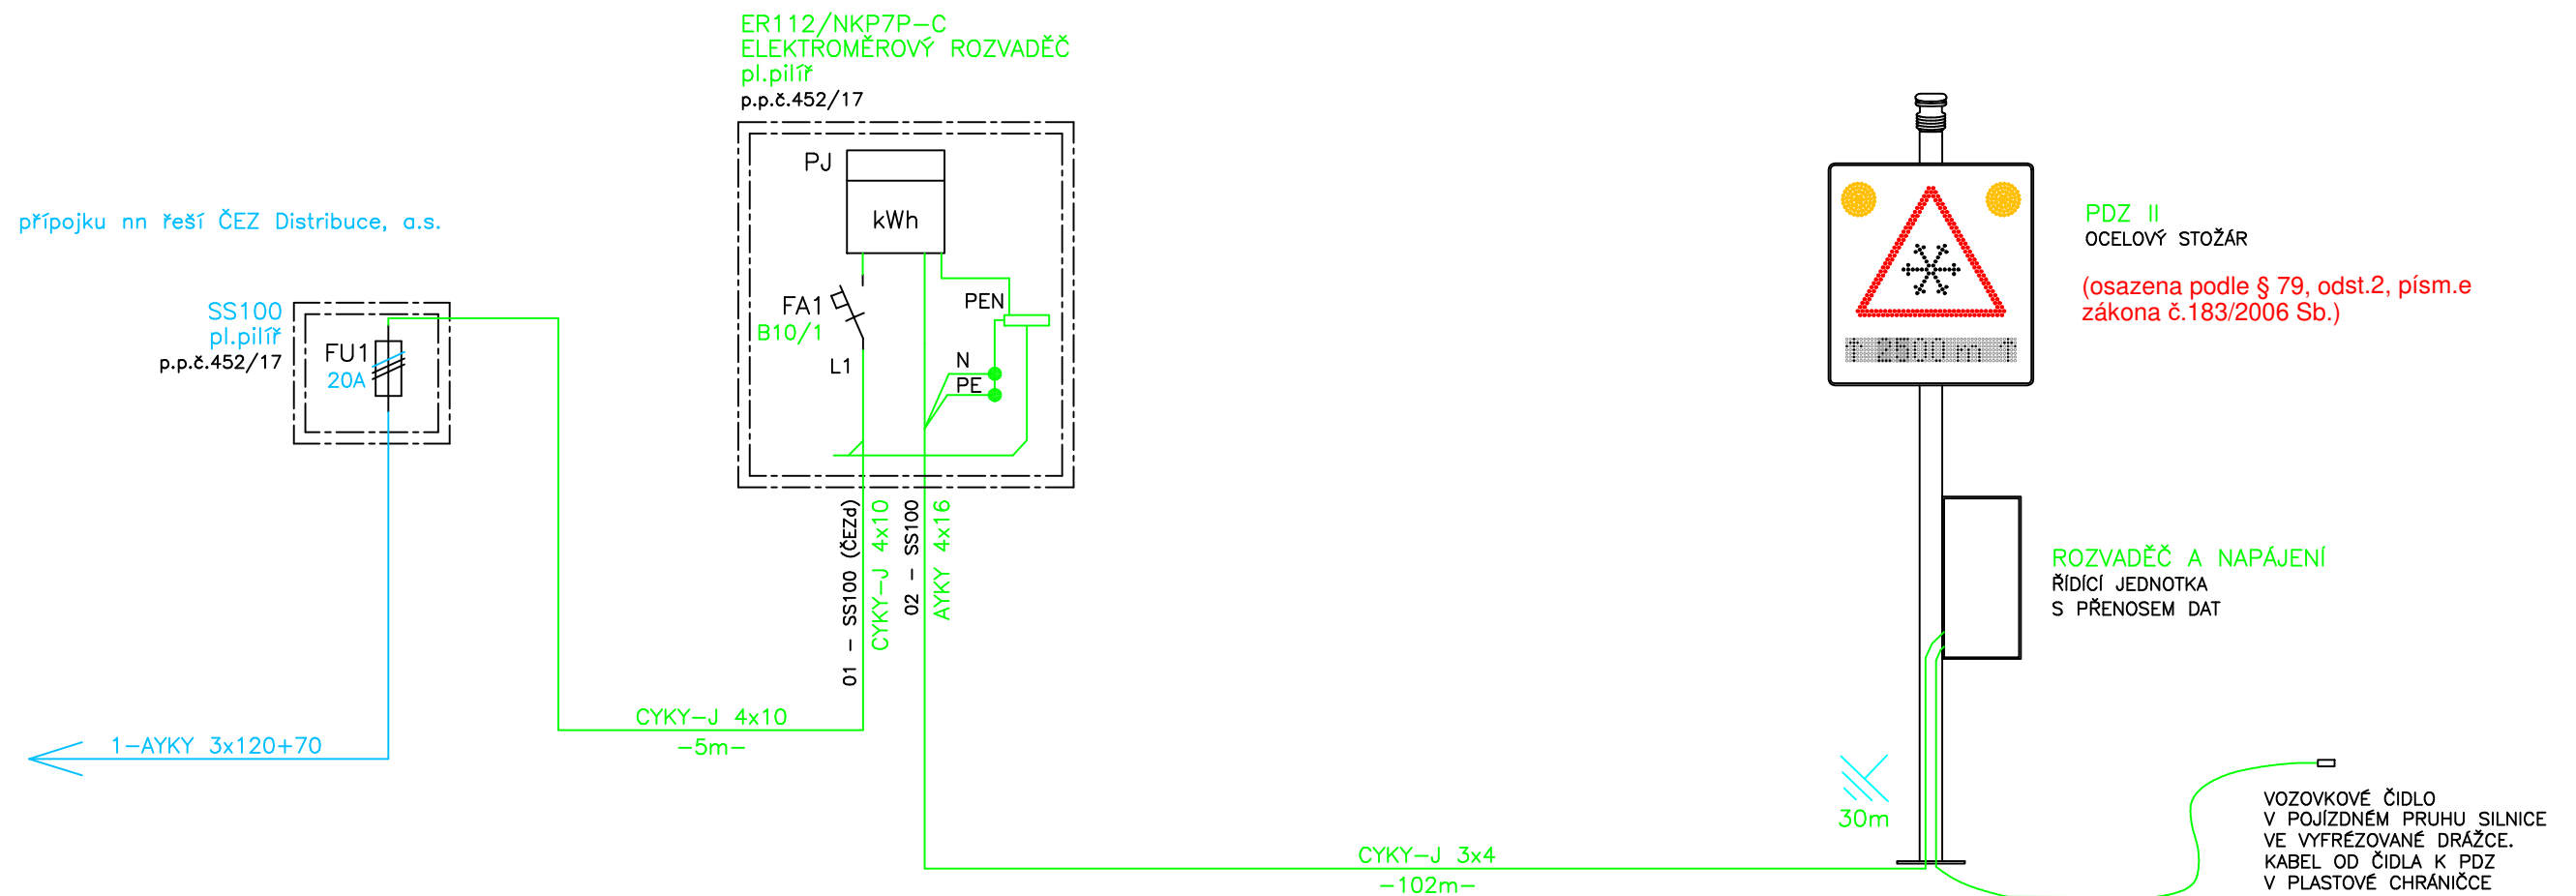 ER112/NKP7P-C
ELEKTROMĚROVÝ ROZVADĚČ
pl.pilíř
p.p.č.452/17
PJ
kWh
FA1
B10/1
L1
PEN
N
PE
přípojku nn řeší ČEZ Distribuce, a.s.
SS100
pl.pilíř
p.p.č.452/17
FU1
20A
01 - SS100 (ČEZd)
CYKY-J 4x10
02 - SS100
AYKY 4x16
CYKY-J 4x10
-5m-
1-AYKY 3x120+70
↑ 2500 m ↑
PDZ II
OCELOVÝ STOŽÁR
(osazena podle § 79, odst.2, písm.e
zákona č.183/2006 Sb.)
ROZVADĚČ A NAPÁJENÍ
ŘÍDÍCÍ JEDNOTKA
S PŘENOSEM DAT
30m
CYKY-J 3x4
-102m-
VOZOVKOVÉ ČIDLO
V POJÍZDNÉM PRUHU SILNICE
VE VYFRÉZOVANÉ DRÁŽCE.
KABEL OD ČIDLA K PDZ
V PLASTOVÉ CHRÁNIČCE